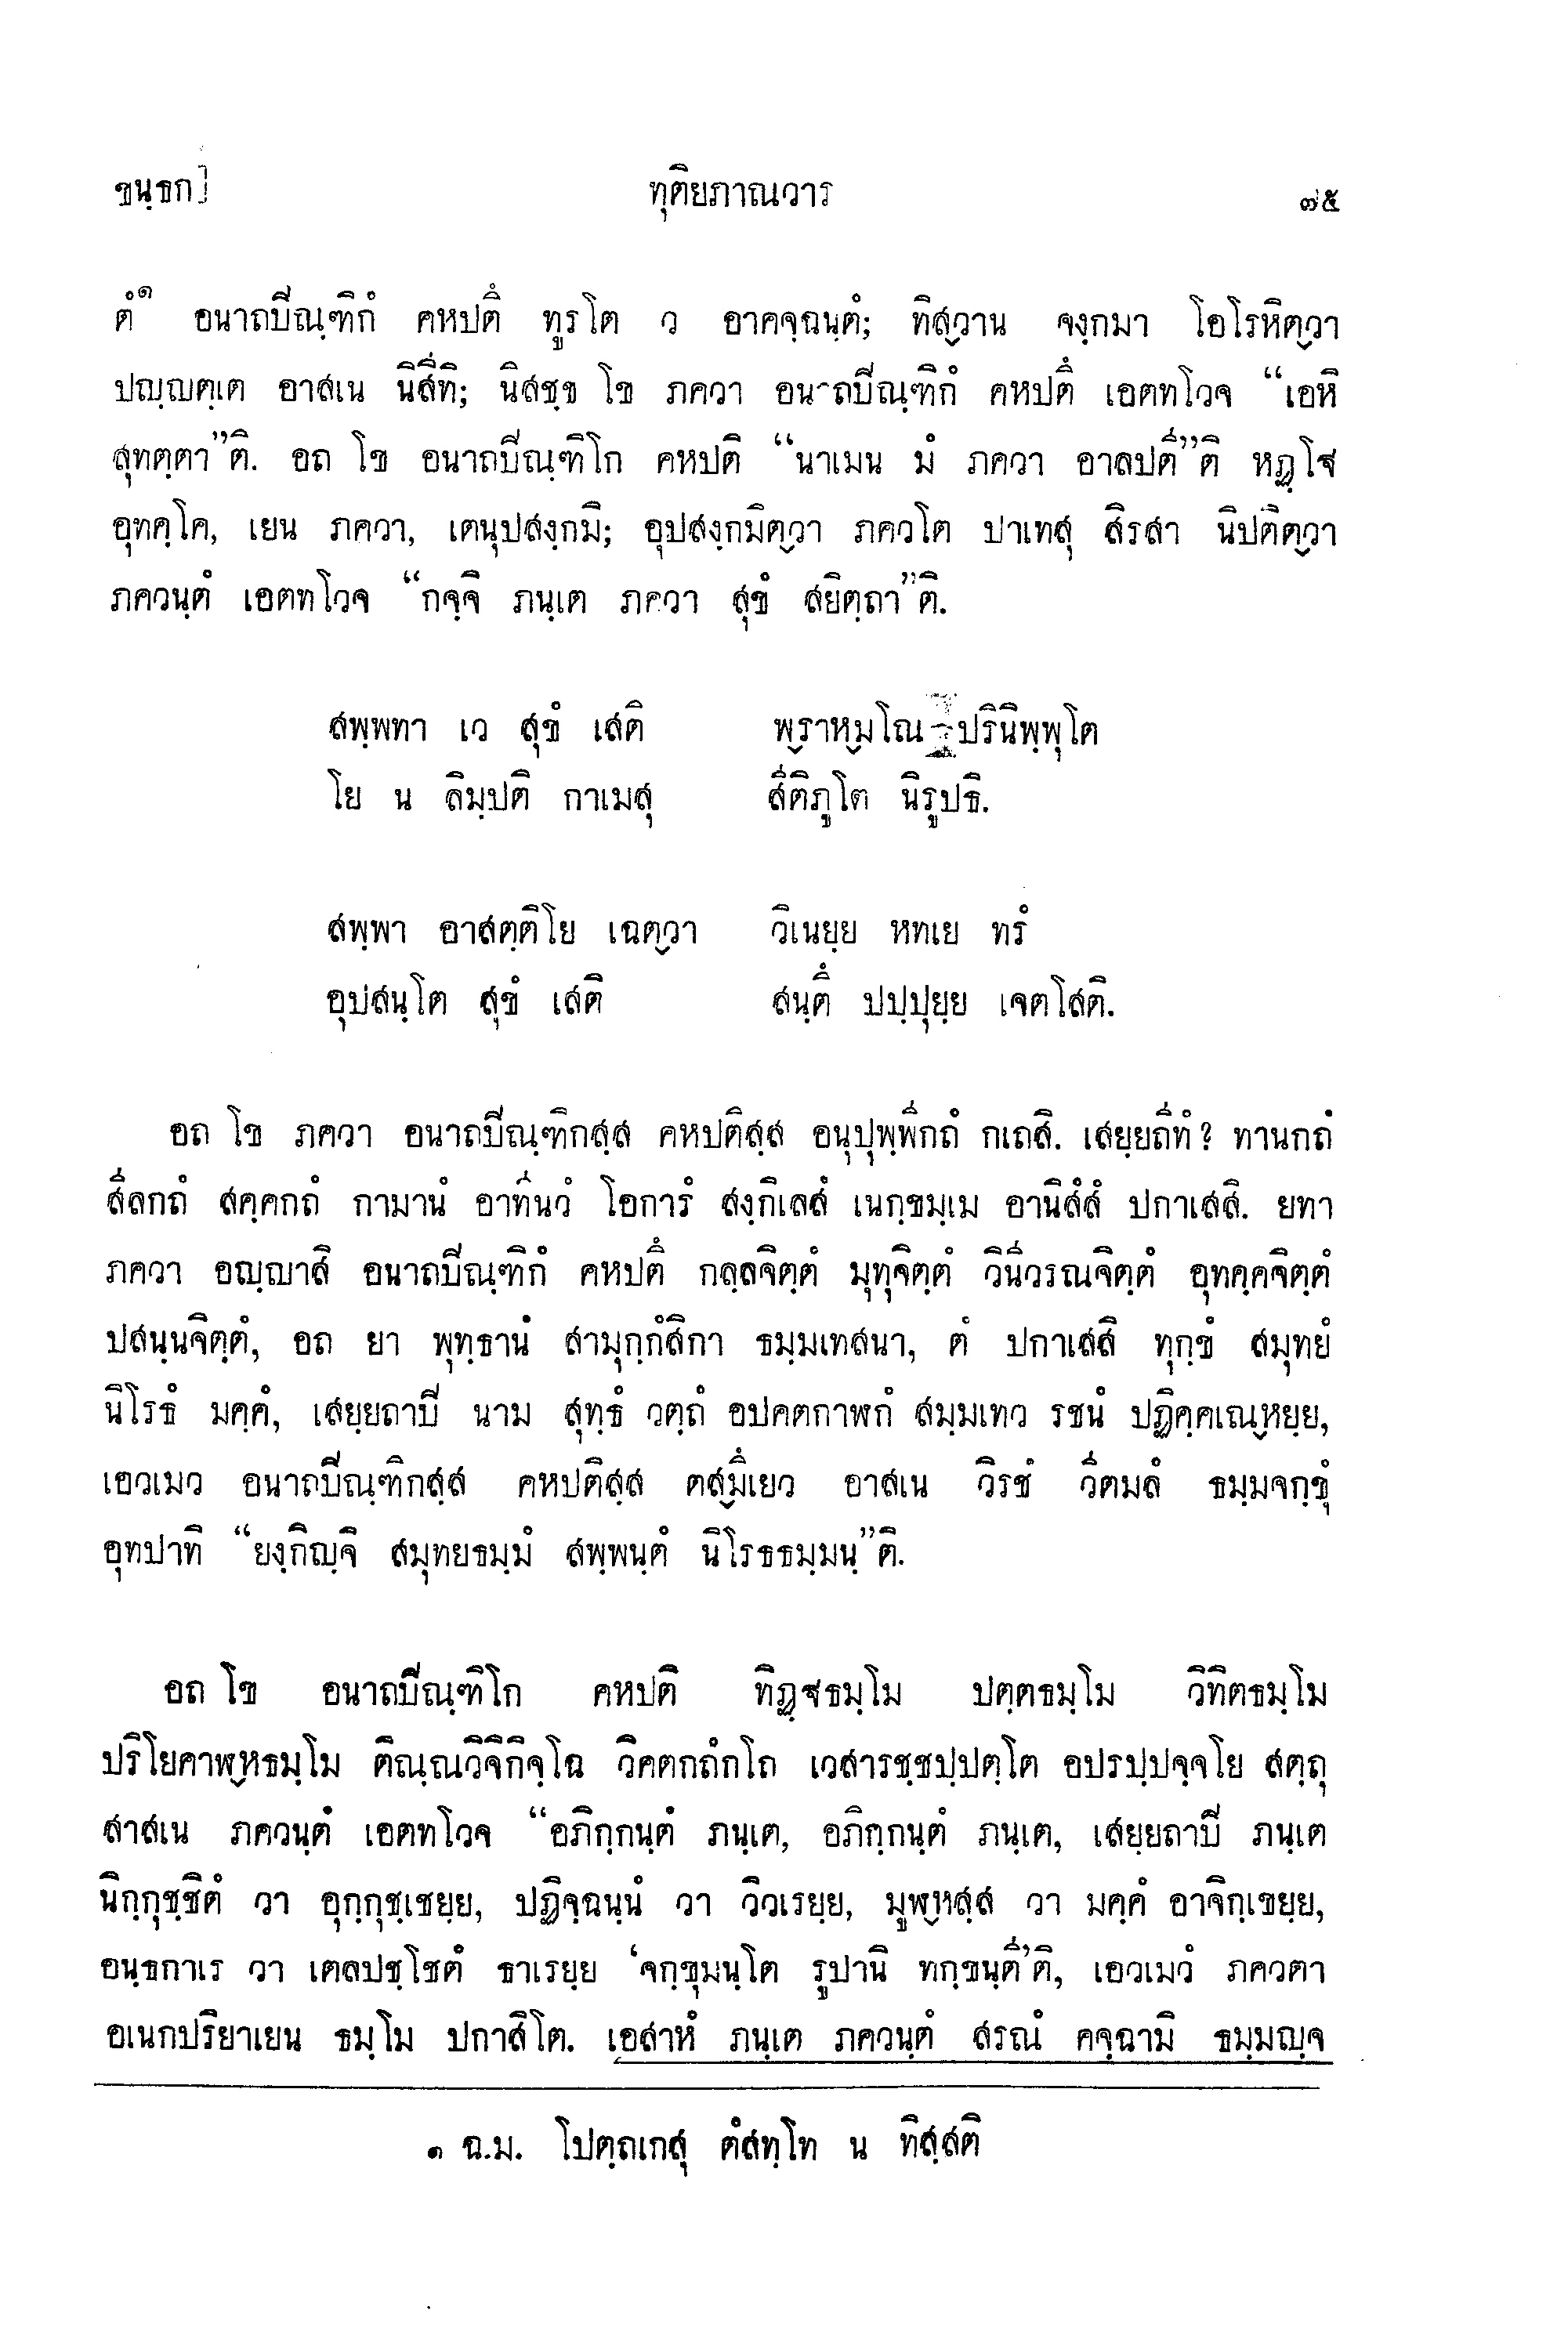 ขนฺธก]
ทุติยภาณวาร
๗๕
ตํ๑ อนาถปีณฺฑิกํ คหปตึ ทูรโต ว อาคจฺฉนฺตํ; ทิสฺวาน จงฺกมา โอโรหิตฺวา
ปญฺญตฺเต อาสเน นิสีทิ; นิสชฺช โข ภควา อนาถปีณฺฑิกํ คหปตึ เอตทโวจ “เอหิ
สุทตฺตา”ติ. อถ โข อนาถปีณฺฑิโก คหปติ “นาเมน มํ ภควา อาลปตี”ติ หฏฺโฐ
อุทคฺโค, เยน ภควา, เตนุปสงฺกมิ; อุปสงฺกมิตฺวา ภควโต ปาเทสุ สิรสา นิปติตฺวา
ภควนฺตํ เอตทโวจ “กจฺจิ ภนฺเต ภควา สุขํ สยิตฺถา”ติ.
สพฺพทา เว สุขํ เสติ พฺราหฺมโณ ปรินิพฺพุโต
โย น ลิมฺปติ กาเมสุ สีติภูโต นิรูปธิ.
สพฺพา อาสตฺติโย เฉตฺวา วิเนยฺย หทเย ทรํ
อุปสนฺโต สุขํ เสติ สนฺตึ ปปฺปุยฺย เจตโสติ.
อถ โข ภควา อนาถปีณฺฑิกสฺส คหปติสฺส อนุปุพฺพีกถํ กเถสิ. เสยฺยถีทํ? ทานกถํ
สีลกถํ สคฺคกถํ กามานํ อาทีนวํ โอการํ สงฺกิเลสํ เนกฺขมฺเม อานิสํสํ ปกาเสสิ. ยทา
ภควา อญฺญาสิ อนาถปีณฺฑิกํ คหปตึ กลฺลจิตฺตํ มุทุจิตฺตํ วินีวรณจิตฺตํ อุทคฺคจิตฺตํ
ปสนฺนจิตฺตํ, อถ ยา พุทฺธานํ สามุกฺกํสิกา ธมฺมเทสนา, ตํ ปกาเสสิ ทุกฺขํ สมุทยํ
นิโรธํ มคฺคํ, เสยฺยถาปี นาม สุทฺธํ วตฺถํ อปคตกาฬกํ สมฺมเทว รชนํ ปฏิคฺคเณฺหยฺย,
เอวเมว อนาถปีณฺฑิกสฺส คหปติสฺส ตสฺมึเยว อาสเน วิรชํ วีตมลํ ธมฺมจกฺขุํ
อุทปาทิ “ยงฺกิญฺจิ สมุทยธมฺมํ สพฺพนฺตํ นิโรธธมฺมนฺ”ติ.
อถ โข อนาถปีณฺฑิโก คหปติ ทิฏฺฐธมฺโม ปตฺตธมฺโม วิทิตธมฺโม
ปริโยคาฬฺหธมฺโม ติณฺณวิจิกิจฺโฉ วิคตกถํกโถ เวสารชฺชปฺปตฺโต อปรปฺปจฺจโย สตฺถุ
สาสเน ภควนฺตํ เอตทโวจ “อภิกฺกนฺตํ ภนฺเต, อภิกฺกนฺตํ ภนฺเต, เสยฺยถาปี ภนฺเต
นิกฺกุชฺชิตํ วา อุกฺกุชฺเชยฺย, ปฏิจฺฉนฺนํ วา วิวเรยฺย, มูฬฺหสฺส วา มคฺคํ อาจิกฺเขยฺย,
อนฺธกาเร วา เตลปชฺโชตํ ธาเรยฺย ‘จกฺขุมนฺโต รูปานิ ทกฺขนฺตี’ติ, เอวเมวํ ภควตา
อเนกปริยาเยน ธมฺโม ปกาสิโต. เอสาหํ ภนฺเต ภควนฺตํ สรณํ คจฺฉามิ ธมฺมญฺจ
๑ ฉ.ม. โปตฺถเกสุ ตํสทฺโท น ทิสฺสติ